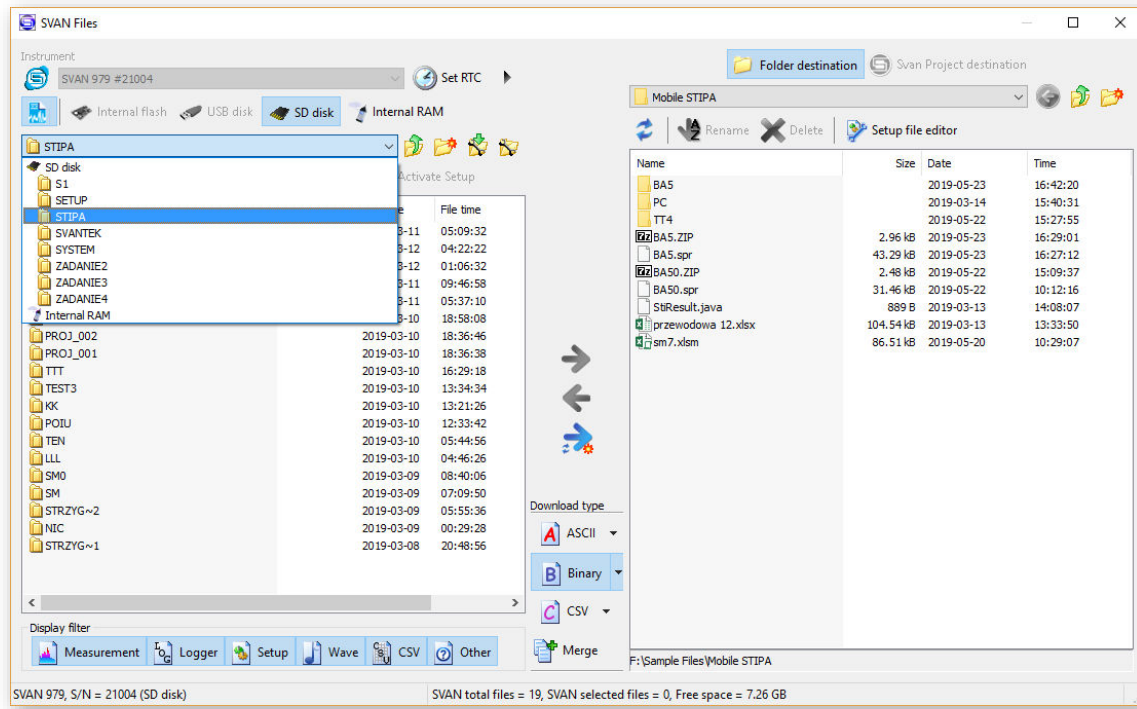 SVAN Files
Instrument
SVAN 979 #21004
Set RTC
Internal flash USB disk SD disk Internal RAM
STIPA
SD disk
S1
SETUP
STIPA
SVANTEK
SYSTEM
ZADANIE2
ZADANIE3
ZADANIE4
Internal RAM
Activate Setup
File time
3-11 05:09:32
3-12 04:22:22
3-12 01:06:32
3-11 09:46:58
3-11 05:37:10
3-10 18:58:08
PROJ_002 2019-03-10 18:36:46
PROJ_001 2019-03-10 18:36:38
TTT 2019-03-10 16:29:18
TEST3 2019-03-10 13:34:34
KK 2019-03-10 13:21:26
POIU 2019-03-10 12:33:42
TEN 2019-03-10 05:44:56
LLL 2019-03-10 04:46:26
SM0 2019-03-09 08:40:06
SM 2019-03-09 07:09:50
STRZYG~2 2019-03-09 05:55:36
NIC 2019-03-09 00:29:28
STRZYG~1 2019-03-08 20:48:56
Display filter
Measurement Logger Setup Wave CSV Other
Download type
ASCII
Binary
CSV
Merge
Folder destination Svan Project destination
Mobile STIPA
Rename Delete Setup file editor
Name Size Date Time
BA5 2019-05-23 16:42:20
PC 2019-03-14 15:40:31
TT4 2019-05-22 15:27:55
BA5.ZIP 2.96 kB 2019-05-23 16:29:01
BA5.spr 43.29 kB 2019-05-23 16:27:12
BA50.ZIP 2.48 kB 2019-05-22 15:09:37
BA50.spr 31.46 kB 2019-05-22 10:12:16
StiResult.java 889 B 2019-03-13 14:08:07
przewodowa 12.xlsx 104.54 kB 2019-03-13 13:33:50
sm7.xlsm 86.51 kB 2019-05-20 10:29:07
F:\Sample Files\Mobile STIPA
SVAN 979, S/N = 21004 (SD disk) SVAN total files = 19, SVAN selected files = 0, Free space = 7.26 GB